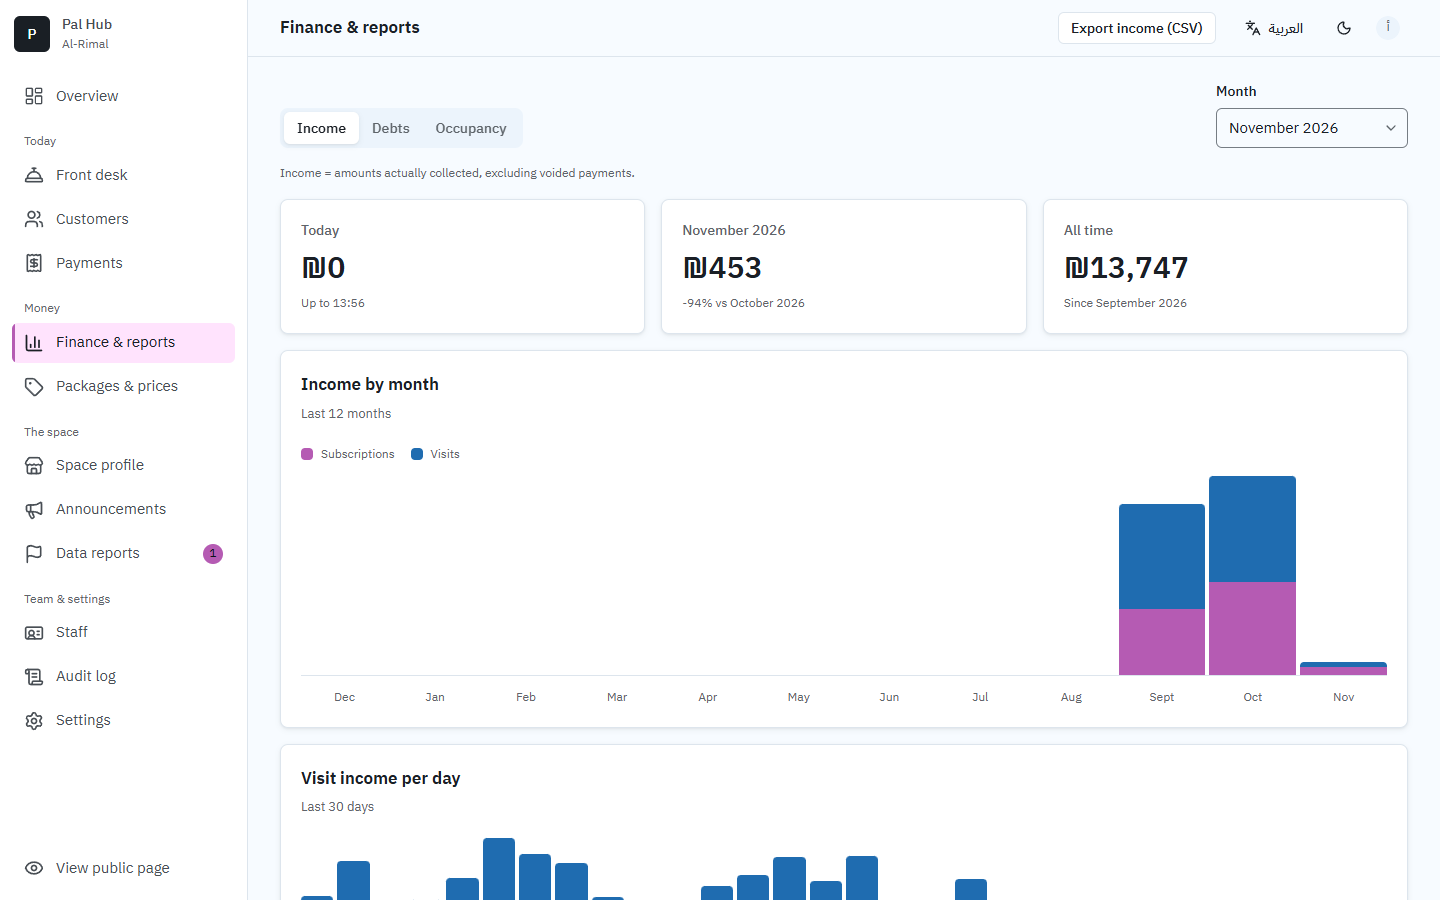 P
Pal Hub
Al-Rimal
Overview
Today
Front desk
Customers
Payments
Money
Finance & reports
Packages & prices
The space
Space profile
Announcements
Data reports
1
Team & settings
Staff
Audit log
Settings
View public page
Finance & reports
Export income (CSV)
العربية
أ
Month
November 2026
Income
Debts
Occupancy
Income = amounts actually collected, excluding voided payments.
Today
₪0
Up to 13:56
November 2026
₪453
-94% vs October 2026
All time
₪13,747
Since September 2026
Income by month
Last 12 months
Subscriptions
Visits
Dec
Jan
Feb
Mar
Apr
May
Jun
Jul
Aug
Sept
Oct
Nov
Visit income per day
Last 30 days